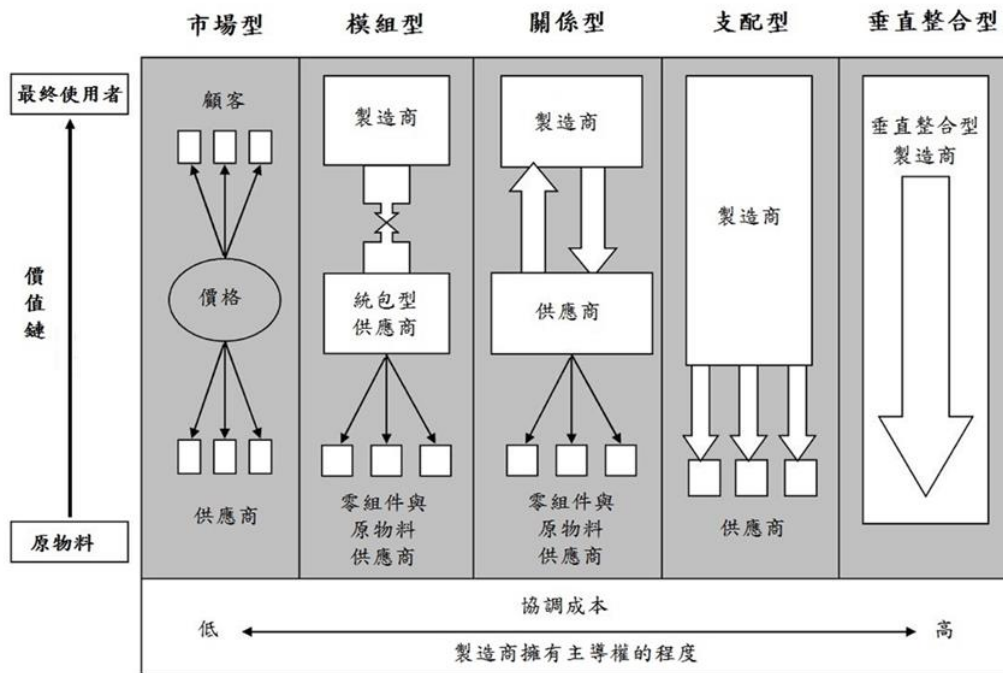 市場型
模組型
關係型
支配型
垂直整合型
最終使用者
價值鏈
原物料
顧客
價格
供應商
製造商
統包型
供應商
零組件與
原物料
供應商
製造商
供應商
零組件與
原物料
供應商
製造商
供應商
垂直整合型
製造商
協調成本
低
高
製造商擁有主導權的程度